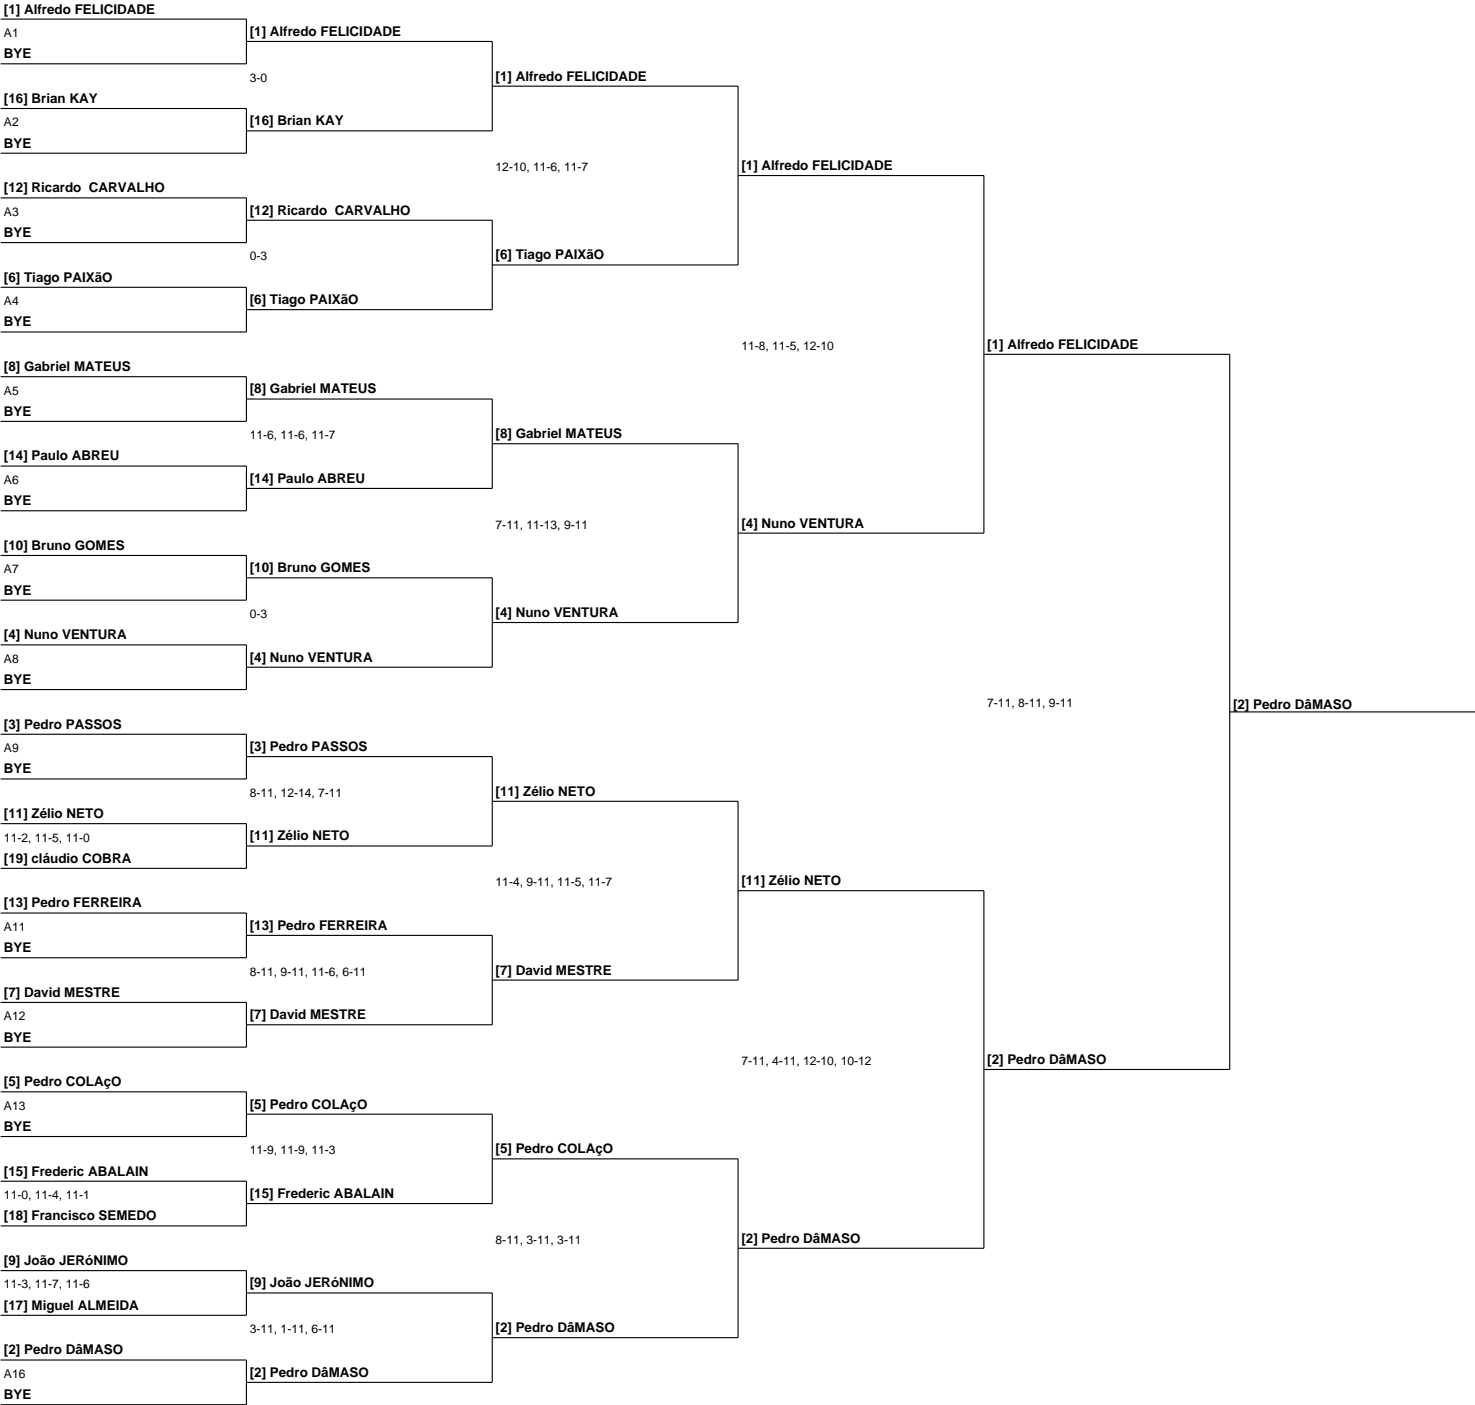 [1] Alfredo FELICIDADE
A1
BYE
[16] Brian KAY
A2
BYE
[12] Ricardo  CARVALHO
A3
BYE
[6] Tiago PAIXãO
A4
BYE
[8] Gabriel MATEUS
A5
BYE
[14] Paulo ABREU
A6
BYE
[10] Bruno GOMES
A7
BYE
[4] Nuno VENTURA
A8
BYE
[3] Pedro PASSOS
A9
BYE
[11] Zélio NETO
11-2, 11-5, 11-0
[19] cláudio COBRA
[13] Pedro FERREIRA
A11
BYE
[7] David MESTRE
A12
BYE
[5] Pedro COLAçO
A13
BYE
[15] Frederic ABALAIN
11-0, 11-4, 11-1
[18] Francisco SEMEDO
[9] João JERóNIMO
11-3, 11-7, 11-6
[17] Miguel ALMEIDA
[2] Pedro DâMASO
A16
BYE
[1] Alfredo FELICIDADE
3-0
[16] Brian KAY
[12] Ricardo  CARVALHO
0-3
[6] Tiago PAIXãO
[8] Gabriel MATEUS
11-6, 11-6, 11-7
[14] Paulo ABREU
[10] Bruno GOMES
0-3
[4] Nuno VENTURA
[3] Pedro PASSOS
8-11, 12-14, 7-11
[11] Zélio NETO
[13] Pedro FERREIRA
8-11, 9-11, 11-6, 6-11
[7] David MESTRE
[5] Pedro COLAçO
11-9, 11-9, 11-3
[15] Frederic ABALAIN
[9] João JERóNIMO
3-11, 1-11, 6-11
[2] Pedro DâMASO
[1] Alfredo FELICIDADE
12-10, 11-6, 11-7
[6] Tiago PAIXãO
[8] Gabriel MATEUS
7-11, 11-13, 9-11
[4] Nuno VENTURA
[11] Zélio NETO
11-4, 9-11, 11-5, 11-7
[7] David MESTRE
[5] Pedro COLAçO
8-11, 3-11, 3-11
[2] Pedro DâMASO
[1] Alfredo FELICIDADE
11-8, 11-5, 12-10
[4] Nuno VENTURA
[11] Zélio NETO
7-11, 4-11, 12-10, 10-12
[2] Pedro DâMASO
[1] Alfredo FELICIDADE
7-11, 8-11, 9-11
[2] Pedro DâMASO
[2] Pedro DâMASO